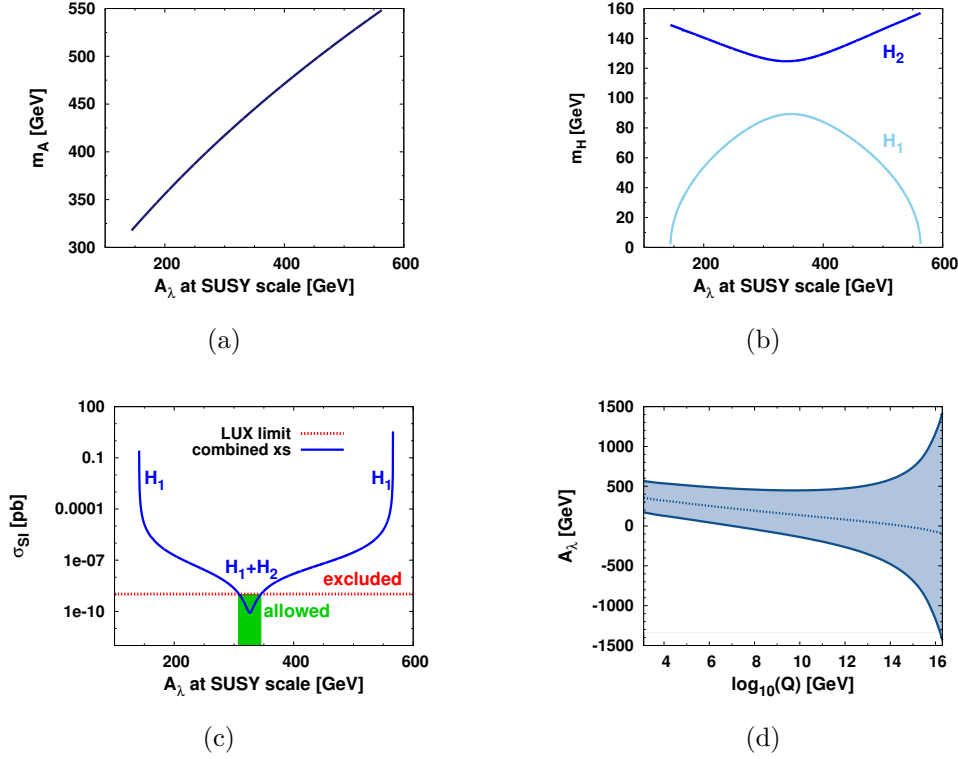 550
500
450
400
350
300
200
400
600
m_A [GeV]
A_λ at SUSY scale [GeV]
(a)
160
140
120
100
80
60
40
20
0
200
400
600
m_H [GeV]
H_2
H_1
A_λ at SUSY scale [GeV]
(b)
100
0.1
0.0001
1e-07
1e-10
200
400
600
σ_SI [pb]
LUX limit
combined xs
H_1
H_1
H_1+H_2
excluded
allowed
A_λ at SUSY scale [GeV]
(c)
1500
1000
500
0
-500
-1000
-1500
4
6
8
10
12
14
16
A_λ [GeV]
log_10(Q) [GeV]
(d)